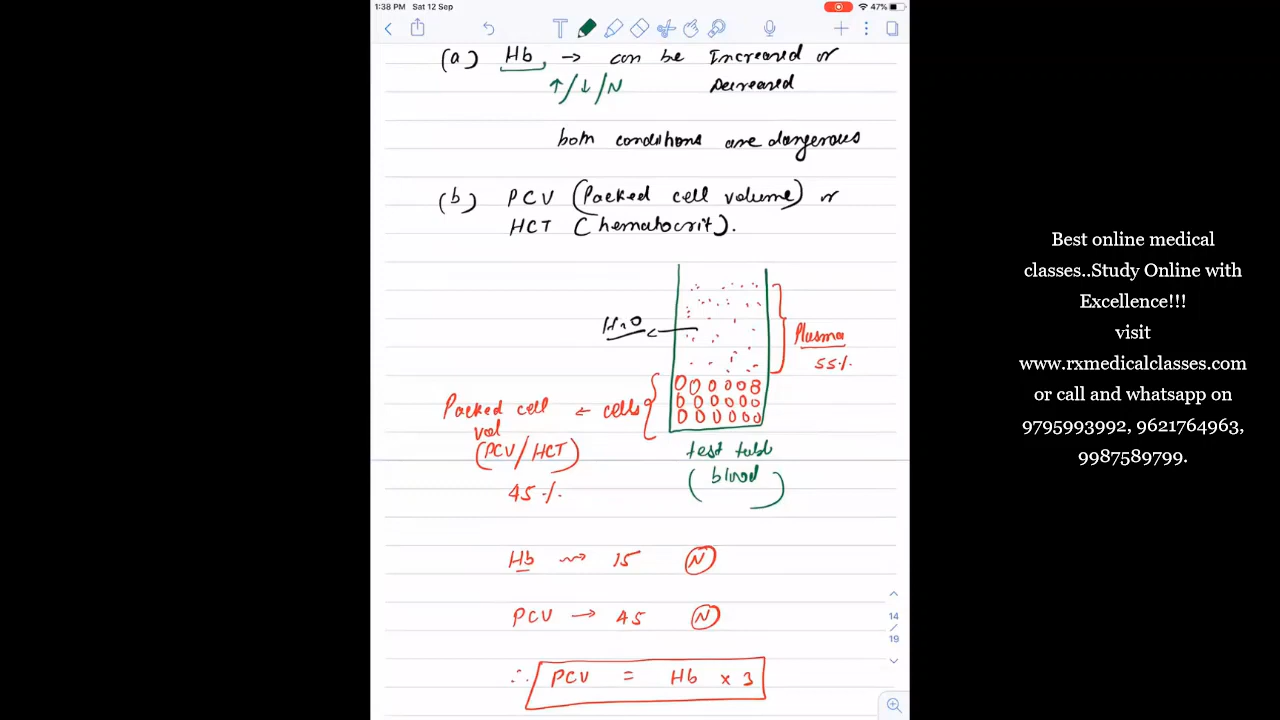 1:38 PM Sat 12 Sep
47%
(a) Hb → can be Increased or
↑/↓/N Decreased
both conditions are dangerous
(b) PCV (Packed cell volume) or
HCT (hematocrit).
H2O
Plasma
55%
Packed cell ← cells
vol
(PCV/HCT)
45%
test tube
(blood)
Hb → 15 N
PCV → 45 N
14
/
19
∴ PCV = Hb × 3
Best online medical
classes..Study Online with
Excellence!!!
visit
www.rxmedicalclasses.com
or call and whatsapp on
9795993992, 9621764963,
9987589799.